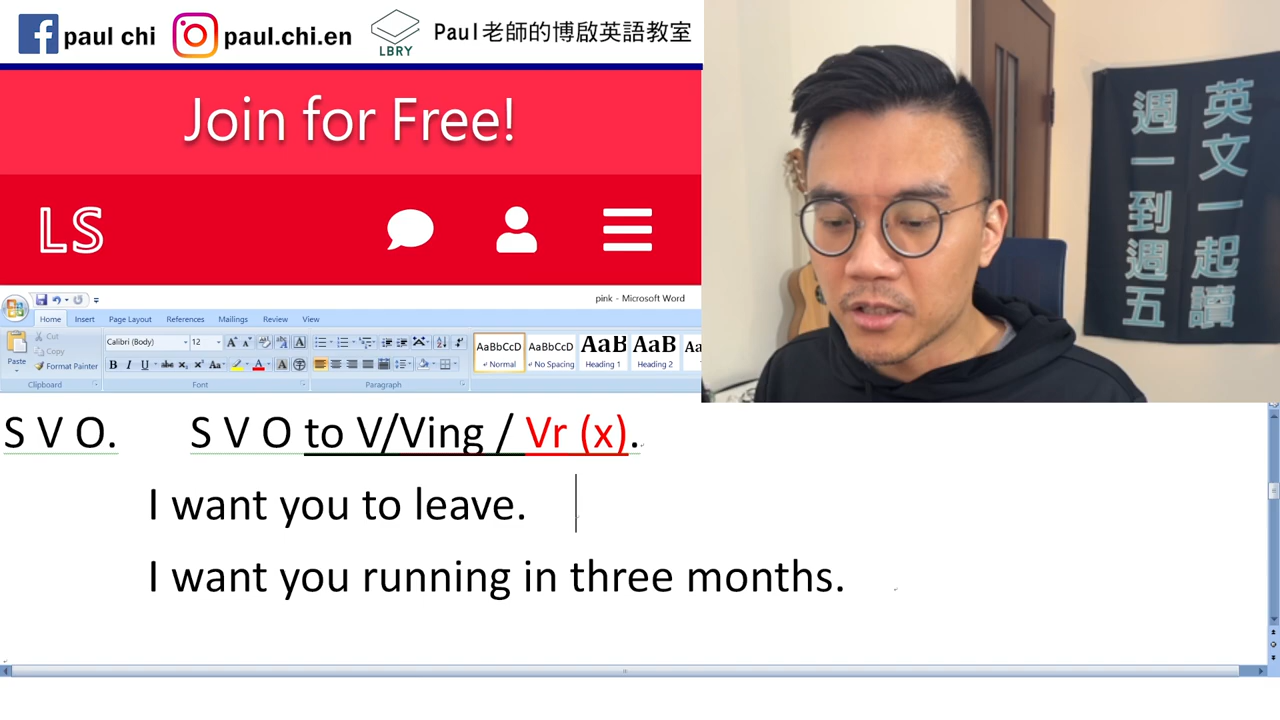 paul chi
paul.chi.en
LBRY
Paul老師的博啟英語教室
Join for Free!
LS
英文一起讀
週一到週五
pink - Microsoft Word
Home Insert Page Layout References Mailings Review View
Paste
Cut
Copy
Format Painter
Calibri (Body) 12
AaBbCcD AaBbCcD AaBb AaBb AaB
Normal No Spacing Heading 1 Heading 2
Clipboard Font Paragraph
S V O. S V O to V/Ving / Vr (x).
I want you to leave.
I want you running in three months.